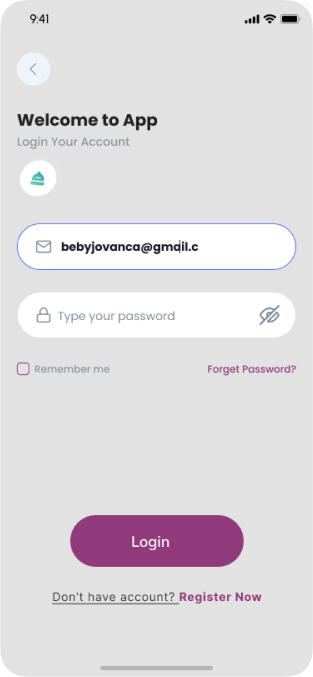 9:41
Welcome to App
Login Your Account
bebyjovanca@gmail.c
Type your password
Remember me
Forget Password?
Login
Don't have account? Register Now